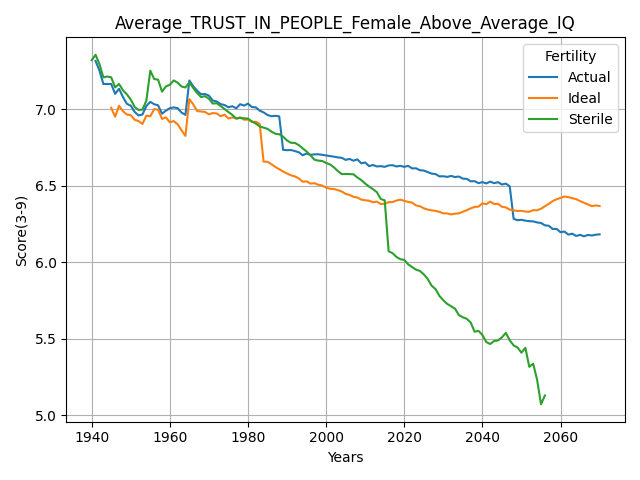 Average_TRUST_IN_PEOPLE_Female_Above_Average_IQ
Fertility
Actual
Ideal
Sterile
Score(3-9)
7.0
6.5
6.0
5.5
5.0
1940 1960 1980 2000 2020 2040 2060
Years